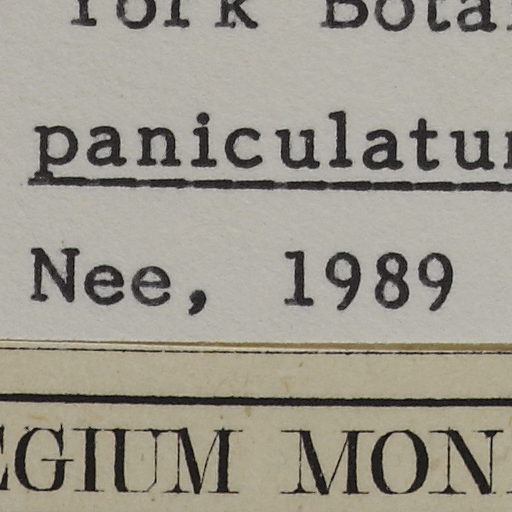 York Bota
paniculatu
Nee, 1989
EGIUM MON